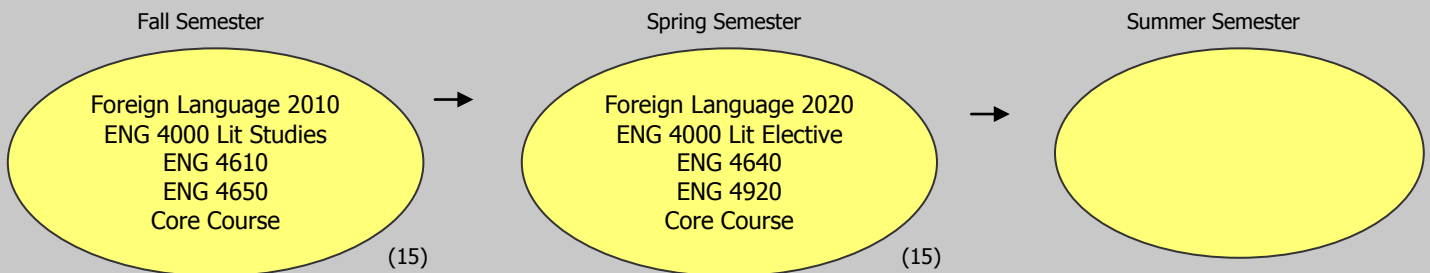 Fall Semester
Foreign Language 2010
ENG 4000 Lit Studies
ENG 4610
ENG 4650
Core Course
(15)
Spring Semester
Foreign Language 2020
ENG 4000 Lit Elective
ENG 4640
ENG 4920
Core Course
(15)
Summer Semester